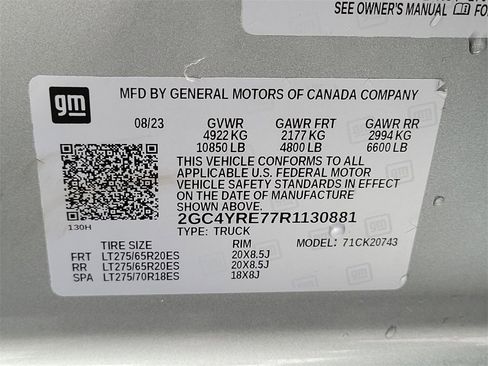 SEE OWNER'S MANUAL
gm
MFD BY GENERAL MOTORS OF CANADA COMPANY
08/23 GVWR GAWR FRT GAWR RR
4922 KG 2177 KG 2994 KG
10850 LB 4800 LB 6600 LB
THIS VEHICLE CONFORMS TO ALL
APPLICABLE U.S. FEDERAL MOTOR
VEHICLE SAFETY STANDARDS IN EFFECT
ON THE DATE OF MANUFACTURE
SHOWN ABOVE.
2GC4YRE77R1130881
130H TYPE: TRUCK MODEL: 71CK20743
TIRE SIZE RIM
FRT LT275/65R20ES 20X8.5J
RR LT275/65R20ES 20X8.5J
SPA LT275/70R18ES 18X8J